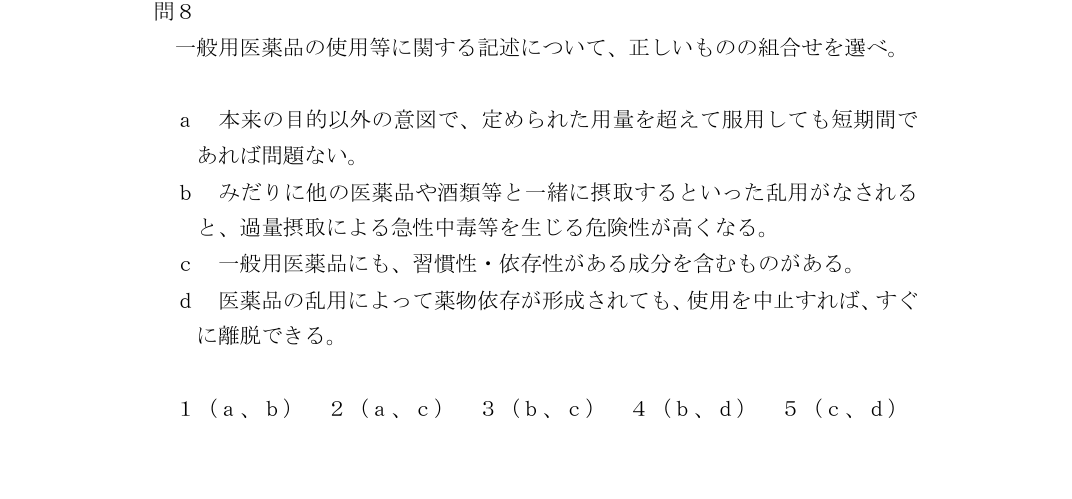 問８
一般用医薬品の使用等に関する記述について、正しいものの組合せを選べ。
ａ　本来の目的以外の意図で、定められた用量を超えて服用しても短期間で
あれば問題ない。
ｂ　みだりに他の医薬品や酒類等と一緒に摂取するといった乱用がなされる
と、過量摂取による急性中毒等を生じる危険性が高くなる。
ｃ　一般用医薬品にも、習慣性・依存性がある成分を含むものがある。
ｄ　医薬品の乱用によって薬物依存が形成されても、使用を中止すれば、すぐ
に離脱できる。
１（ａ、ｂ）　２（ａ、ｃ）　３（ｂ、ｃ）　４（ｂ、ｄ）　５（ｃ、ｄ）